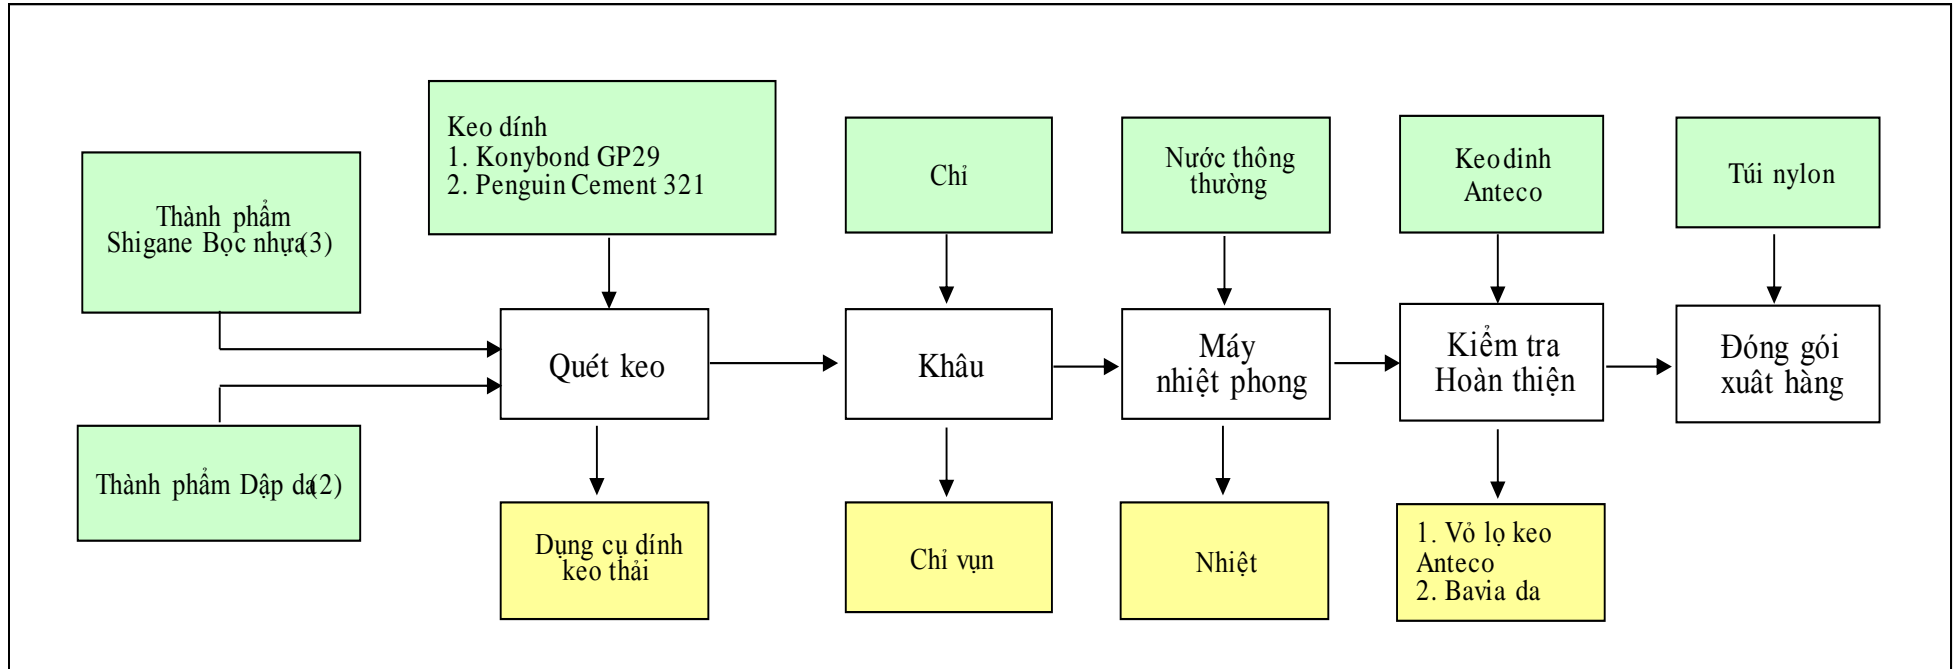 Keo dính
1. Konybond GP29
2. Penguin Cement 321
Chỉ
Nước thông
thường
Keo dinh
Anteco
Túi nylon
Thành phẩm
Shigane Bọc nhựa(3)
Quét keo
Khâu
Máy
nhiệt phong
Kiểm tra
Hoàn thiện
Đóng gói
xuât hàng
Thành phẩm Dập da(2)
Dụng cụ dính
keo thải
Chỉ vụn
Nhiệt
1. Vỏ lọ keo
Anteco
2. Bavia da